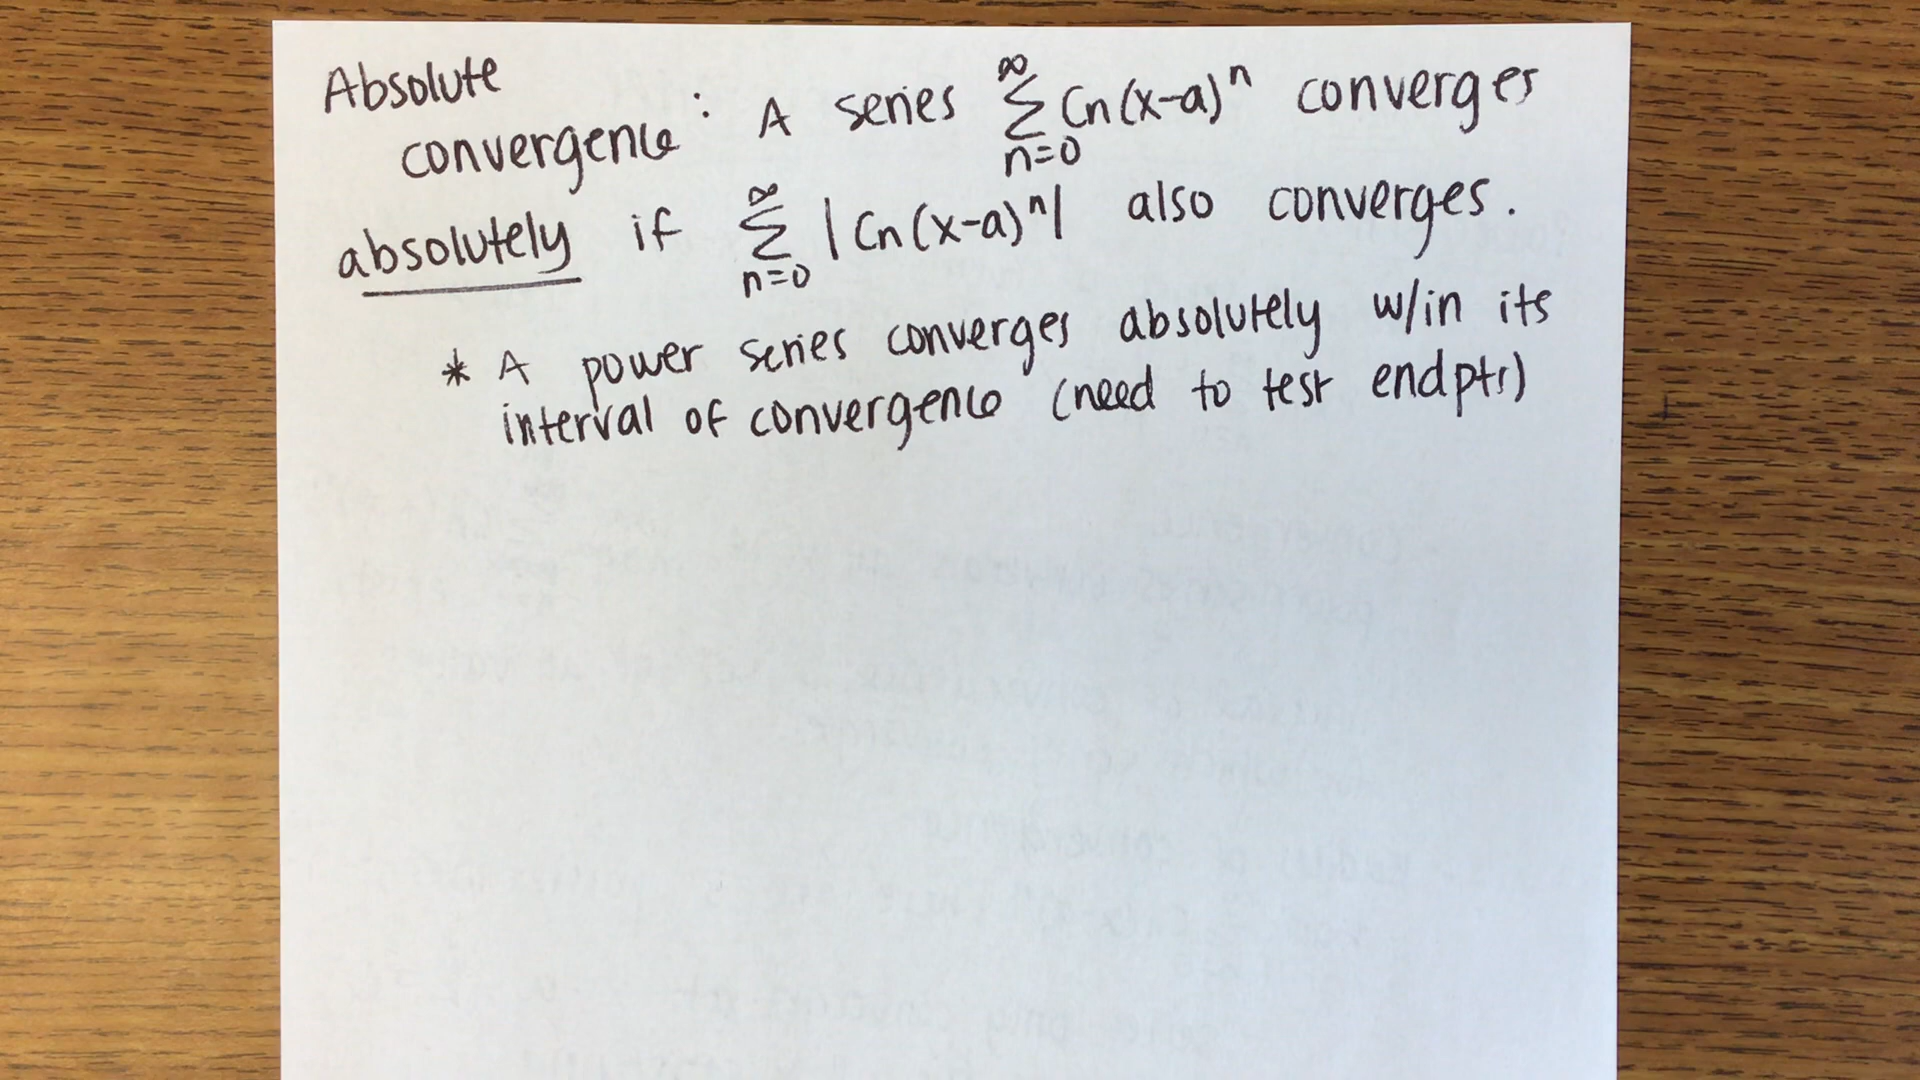 Absolute
convergence: A series ∞∑n=0 Cn(x-a)^n converges
absolutely if ∞∑n=0 |Cn(x-a)^n| also converges.
* A power series converges absolutely w/in its
interval of convergence (need to test endpts)